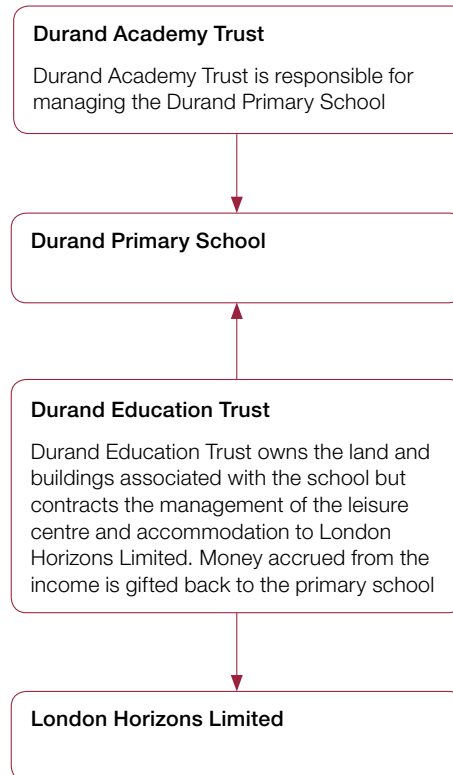 Durand Academy Trust
Durand Academy Trust is responsible for
managing the Durand Primary School
Durand Primary School
Durand Education Trust
Durand Education Trust owns the land and
buildings associated with the school but
contracts the management of the leisure
centre and accommodation to London
Horizons Limited. Money accrued from the
income is gifted back to the primary school
London Horizons Limited